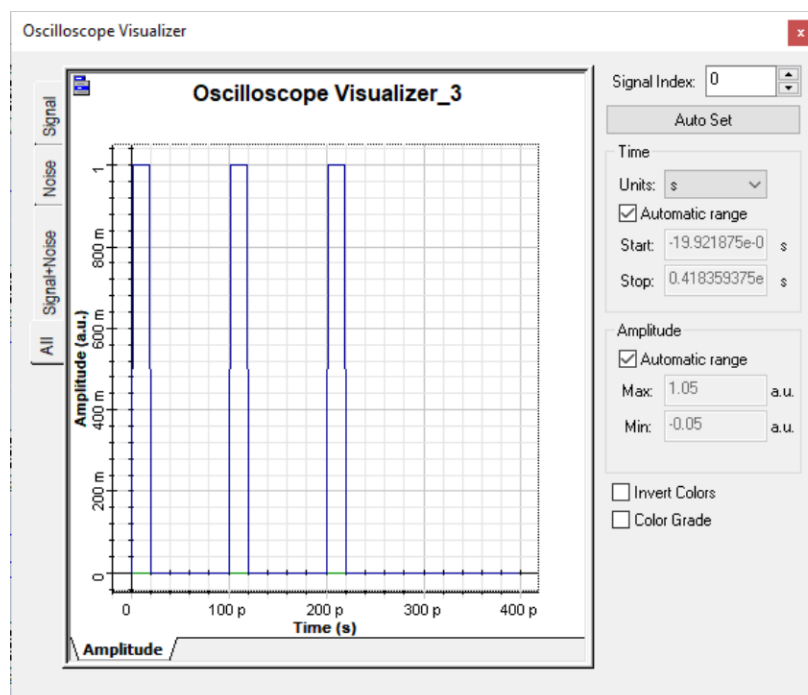 Oscilloscope Visualizer
x
Signal
Noise
Signal+Noise
All
Oscilloscope Visualizer_3
Amplitude (a.u.)
1
800 m
600 m
400 m
200 m
0
0 100 p 200 p 300 p 400 p
Time (s)
Amplitude
Signal Index: 0
Auto Set
Time
Units: s
Automatic range
Start: -19.921875e-0 s
Stop: 0.418359375e s
Amplitude
Automatic range
Max: 1.05 a.u.
Min: -0.05 a.u.
Invert Colors
Color Grade